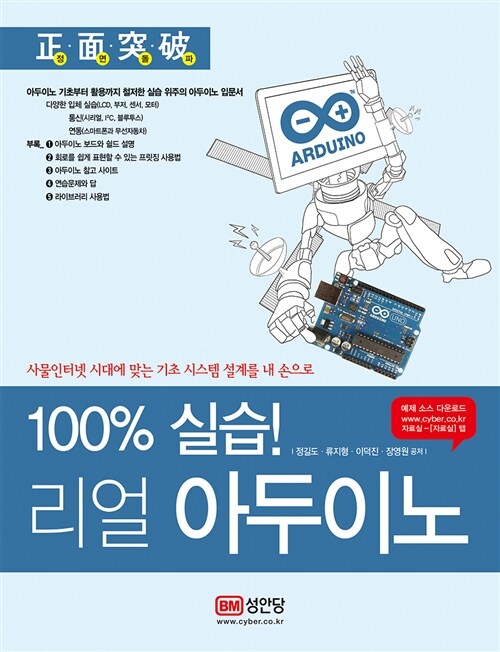 正·面·突·破
정 면 돌 파
아두이노 기초부터 활용까지 철저한 실습 위주의 아두이노 입문서
다양한 입체 실습(LCD, 부저, 센서, 모터)
통신(시리얼, I²C, 블루투스)
연동(스마트폰과 무선자동차)
부록_ 1 아두이노 보드와 쉴드 설명
2 회로를 쉽게 표현할 수 있는 프릿징 사용법
3 아두이노 참고 사이트
4 연습문제와 답
5 라이브러리 사용법
TM
ARDUINO
UNO
ARDUINO
사물인터넷 시대에 맞는 기초 시스템 설계를 내 손으로
예제 소스 다운로드
www.cyber.co.kr
자료실-[자료실] 탭
100% 실습!
| 정길도·류지형·이덕진·장영원 공저 |
리얼 아두이노
BM 성안당
www.cyber.co.kr